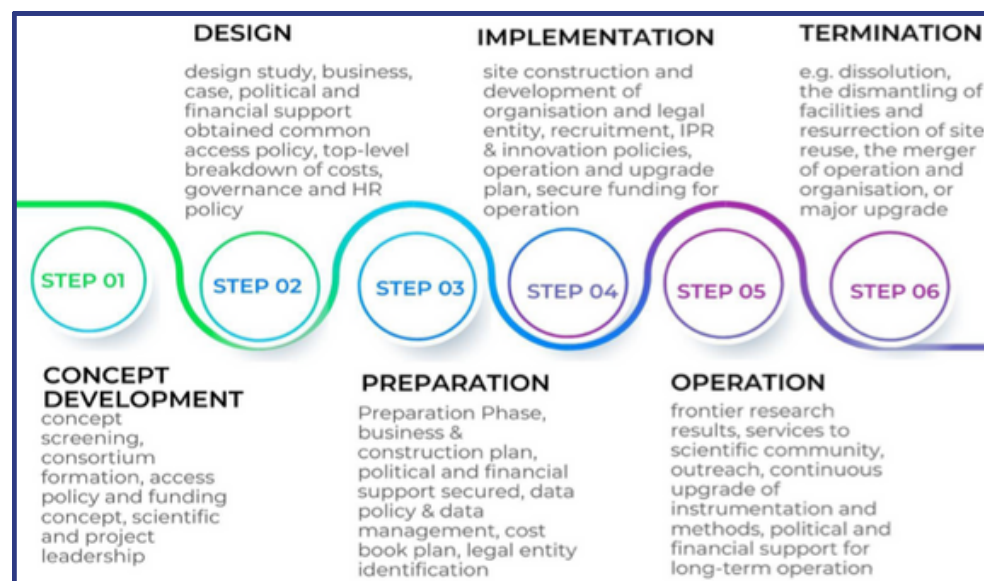 DESIGN
design study, business,
case, political and
financial support
obtained common
access policy, top-level
breakdown of costs,
governance and HR
policy
IMPLEMENTATION
site construction and
development of
organisation and legal
entity, recruitment, IPR
& innovation policies,
operation and upgrade
plan, secure funding for
operation
TERMINATION
e.g. dissolution,
the dismantling of
facilities and
resurrection of site
reuse, the merger
of operation and
organisation, or
major upgrade
STEP 01
STEP 02
STEP 03
STEP 04
STEP 05
STEP 06
CONCEPT
DEVELOPMENT
concept
screening,
consortium
formation, access
policy and funding
concept, scientific
and project
leadership
PREPARATION
Preparation Phase,
business &
construction plan,
political and financial
support secured, data
policy & data
management, cost
book plan, legal entity
identification
OPERATION
frontier research
results, services to
scientific community,
outreach, continuous
upgrade of
instrumentation and
methods, political and
financial support for
long-term operation